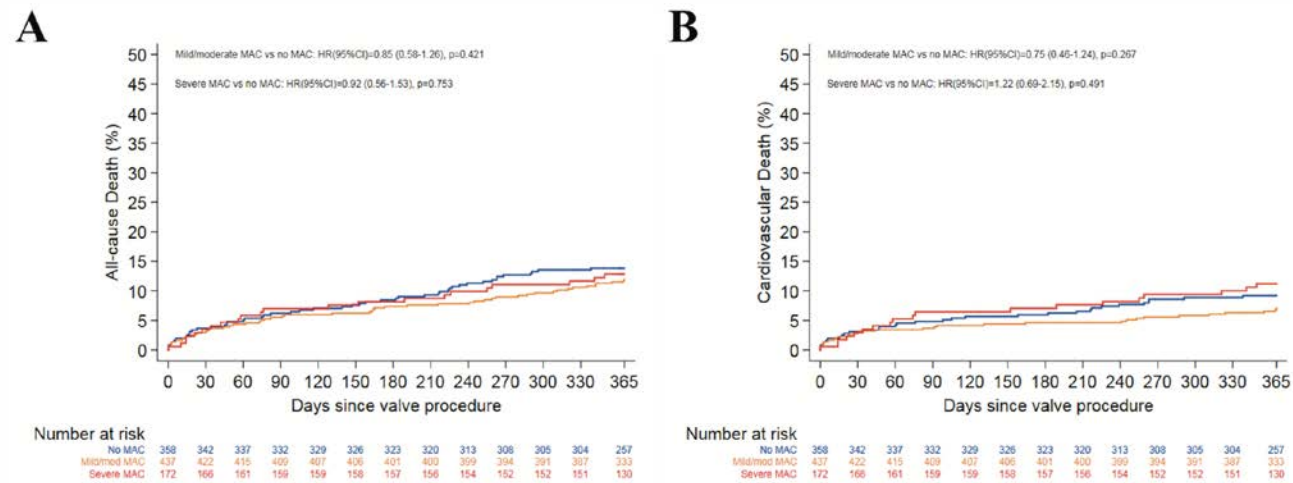 A
Mild/moderate MAC vs no MAC: HR(95%CI)=0.85 (0.58-1.26), p=0.421
Severe MAC vs no MAC: HR(95%CI)=0.92 (0.56-1.53), p=0.753
All-cause Death (%)
50
45
40
35
30
25
20
15
10
5
0
0 30 60 90 120 150 180 210 240 270 300 330 365
Days since valve procedure
Number at risk
No MAC 358 342 337 332 329 326 323 320 313 308 305 304 257
Mild/mod MAC 437 422 415 409 407 406 401 400 399 394 391 387 333
Severe MAC 172 166 161 159 159 158 157 156 154 152 152 151 130
B
Mild/moderate MAC vs no MAC: HR(95%CI)=0.75 (0.46-1.24), p=0.267
Severe MAC vs no MAC: HR(95%CI)=1.22 (0.69-2.15), p=0.491
Cardiovascular Death (%)
50
45
40
35
30
25
20
15
10
5
0
0 30 60 90 120 150 180 210 240 270 300 330 365
Days since valve procedure
Number at risk
No MAC 358 342 337 332 329 326 323 320 313 308 305 304 257
Mild/mod MAC 437 422 415 409 407 406 401 400 399 394 391 387 333
Severe MAC 172 166 161 159 159 158 157 156 154 152 152 151 130